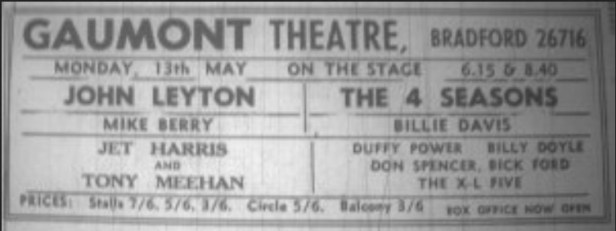 GAUMONT THEATRE, BRADFORD 26716
MONDAY, 13th MAY ON THE STAGE 6.15 & 8.40
JOHN LEYTON THE 4 SEASONS
MIKE BERRY BILLIE DAVIS
JET HARRIS
AND
TONY MEEHAN
DUFFY POWER BILLY DOYLE
DON SPENCER, DICK FORD
THE X-L FIVE
PRICES: Stalls 7/6, 5/6, 3/6. Circle 5/6. Balcony 3/6 BOX OFFICE NOW OPEN